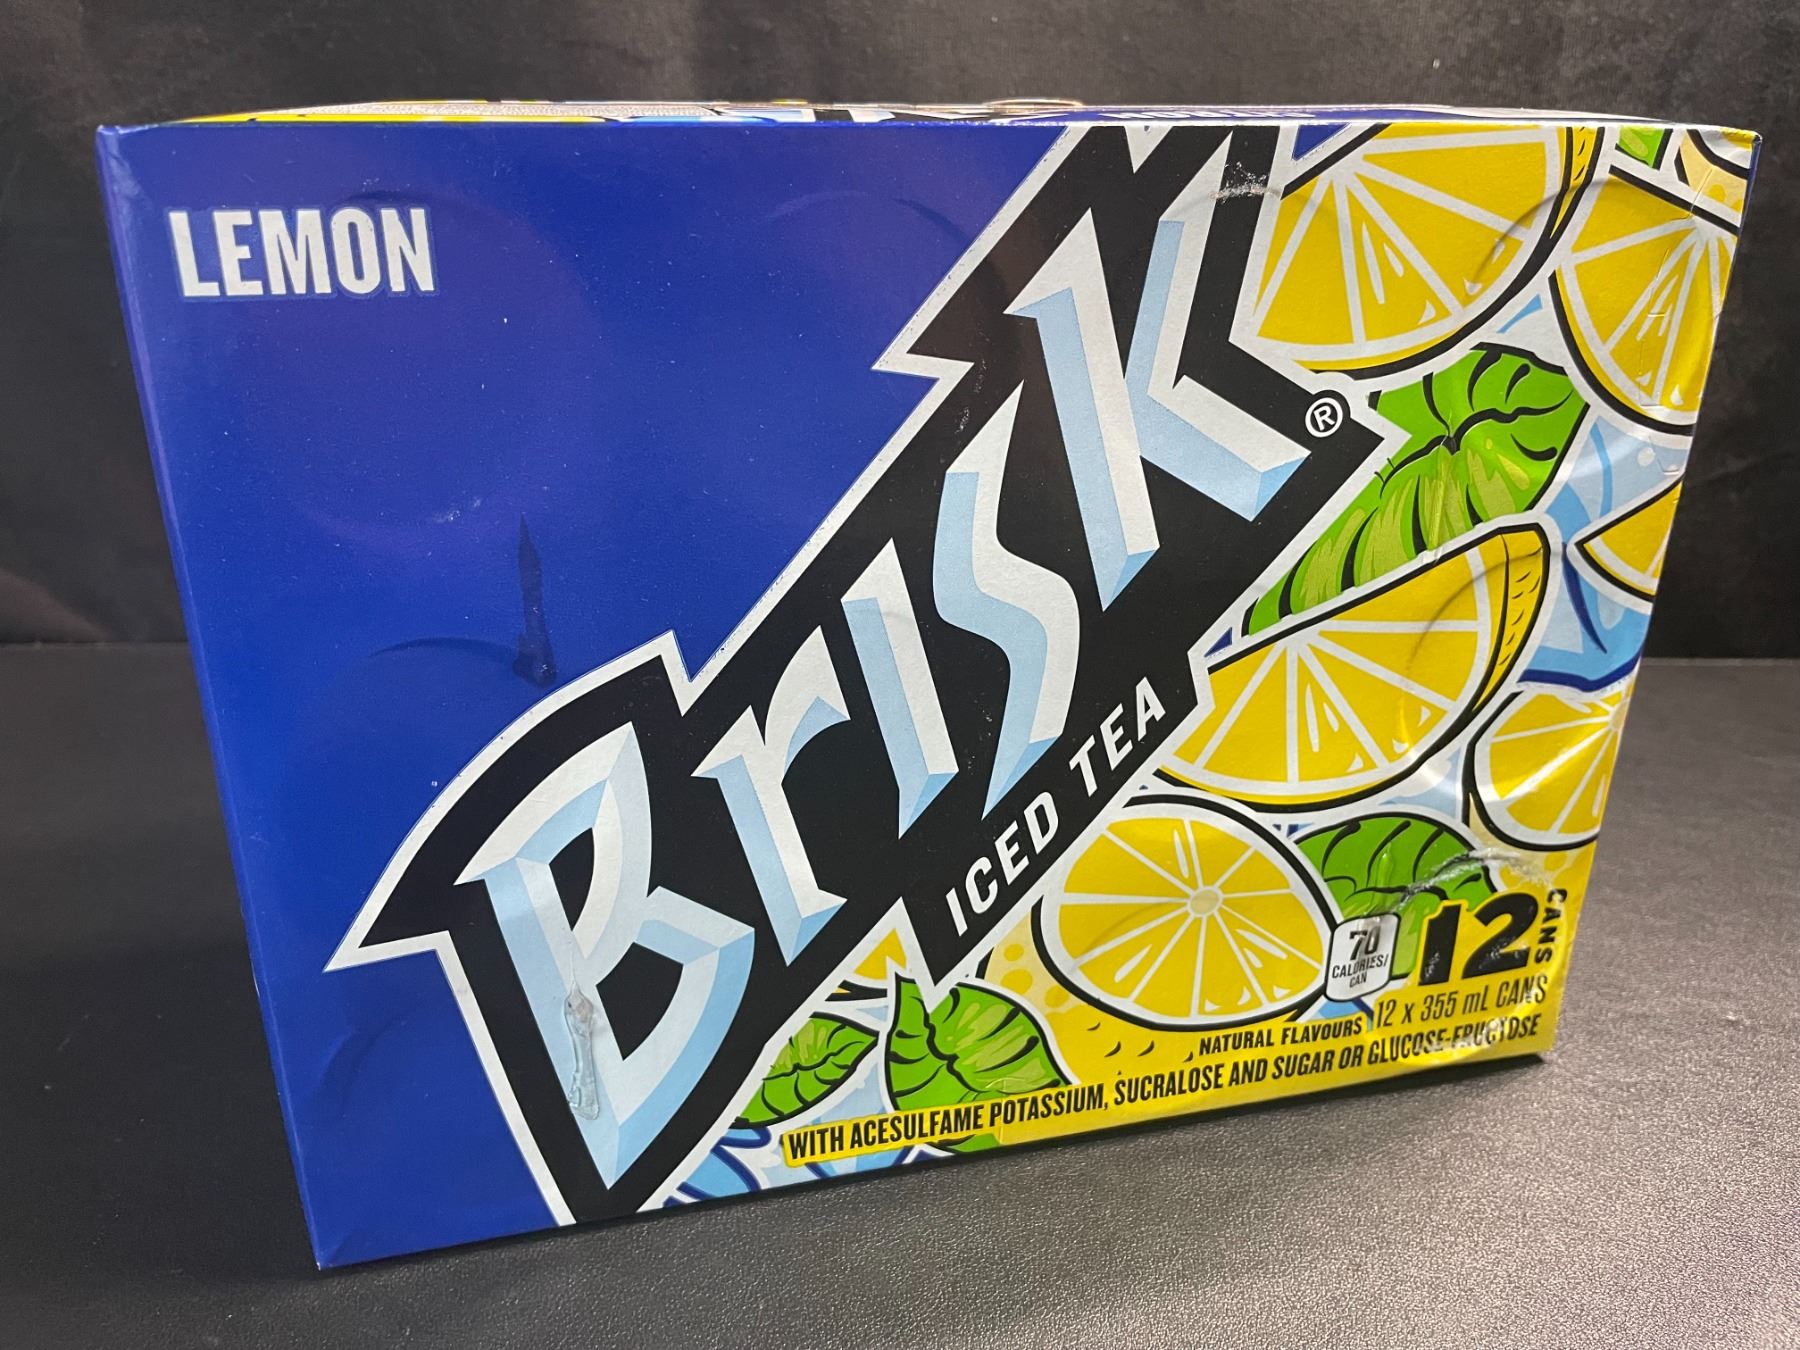 LEMON
Brisk®
ICED TEA
70
CALORIES/
CAN
12
CANS
NATURAL FLAVOURS
12 x 355 mL CANS
WITH ACESULFAME POTASSIUM, SUCRALOSE AND SUGAR OR GLUCOSE-FRUCTOSE